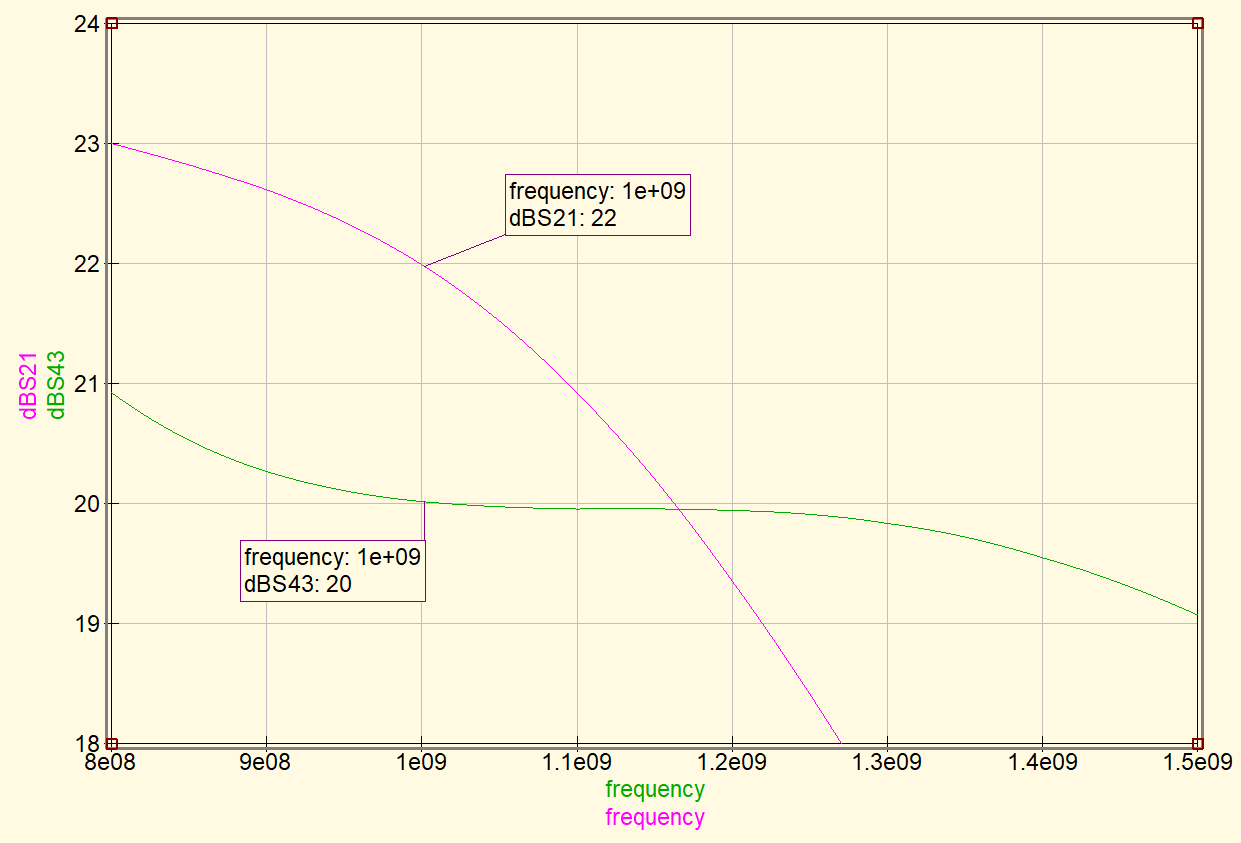 24
23
22
21
20
19
18
dBS21
dBS43
frequency: 1e+09
dBS21: 22
frequency: 1e+09
dBS43: 20
8e08 9e08 1e09 1.1e09 1.2e09 1.3e09 1.4e09 1.5e09
frequency
frequency